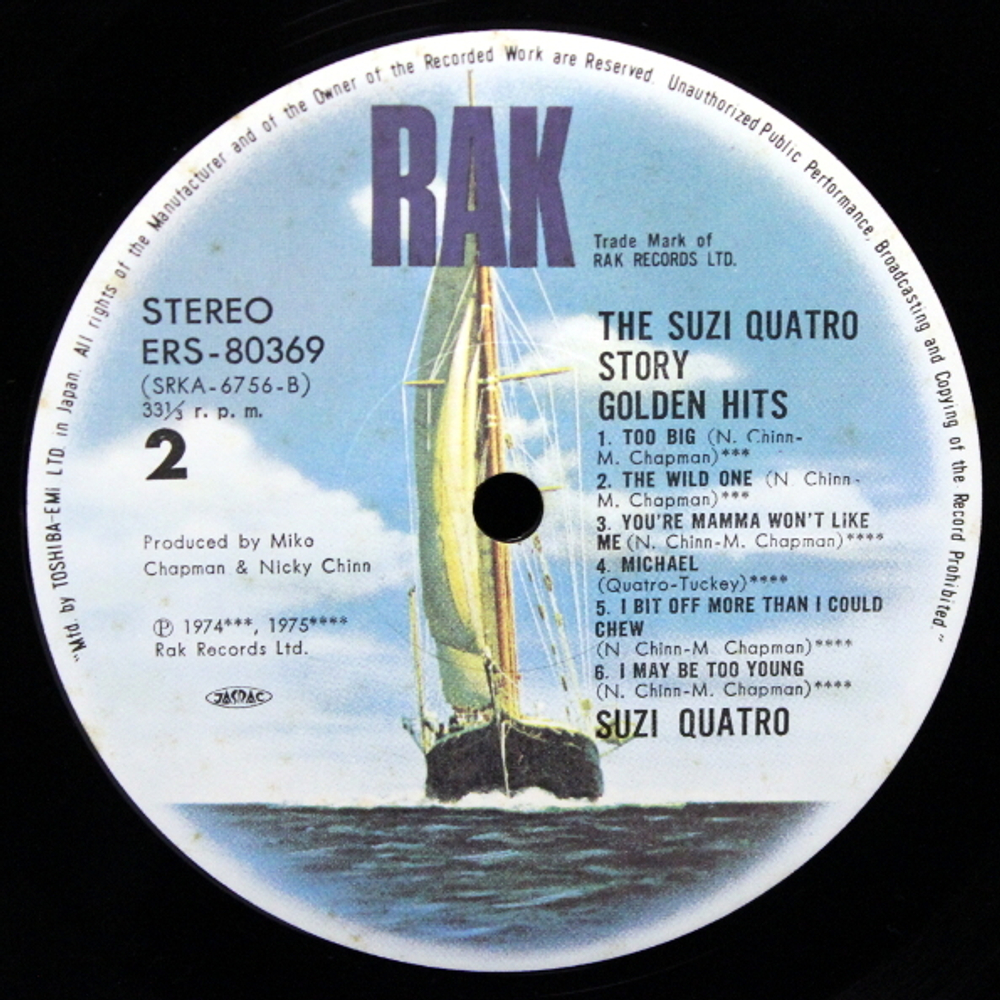 "Mfd. by TOSHIBA-EMI LTD. in Japan. All rights of the Manufacturer and of the Owner of the Recorded Work are Reserved. Unauthorized Public Performance, Broadcasting and Copying of the Record Prohibited."
RAK
Trade Mark of
RAK RECORDS LTD.
STEREO
ERS-80369
(SRKA-6756-B)
33⅓ r. p. m.
2
Produced by Mike
Chapman & Nicky Chinn
Ⓟ 1974***, 1975****
Rak Records Ltd.
JASRAC
THE SUZI QUATRO
STORY
GOLDEN HITS
1. TOO BIG (N. Chinn-
M. Chapman)***
2. THE WILD ONE (N. Chinn-
M. Chapman)***
3. YOU'RE MAMMA WON'T LIKE
ME (N. Chinn-M. Chapman)****
4. MICHAEL
(Quatro-Tuckey)****
5. I BIT OFF MORE THAN I COULD
CHEW
(N. Chinn-M. Chapman)****
6. I MAY BE TOO YOUNG
(N. Chinn-M. Chapman)****
SUZI QUATRO